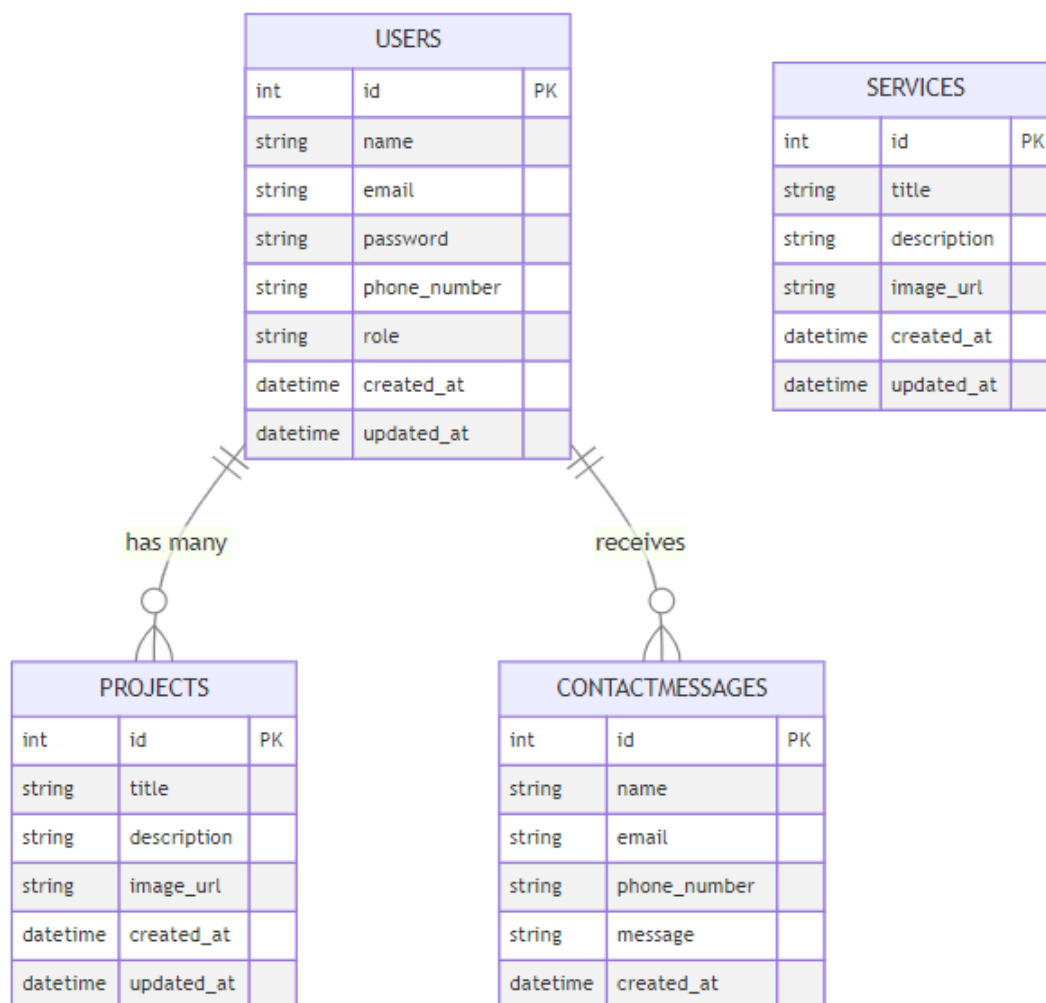 USERS
int id PK
string name
string email
string password
string phone_number
string role
datetime created_at
datetime updated_at
SERVICES
int id PK
string title
string description
string image_url
datetime created_at
datetime updated_at
has many
receives
PROJECTS
int id PK
string title
string description
string image_url
datetime created_at
datetime updated_at
CONTACTMESSAGES
int id PK
string name
string email
string phone_number
string message
datetime created_at